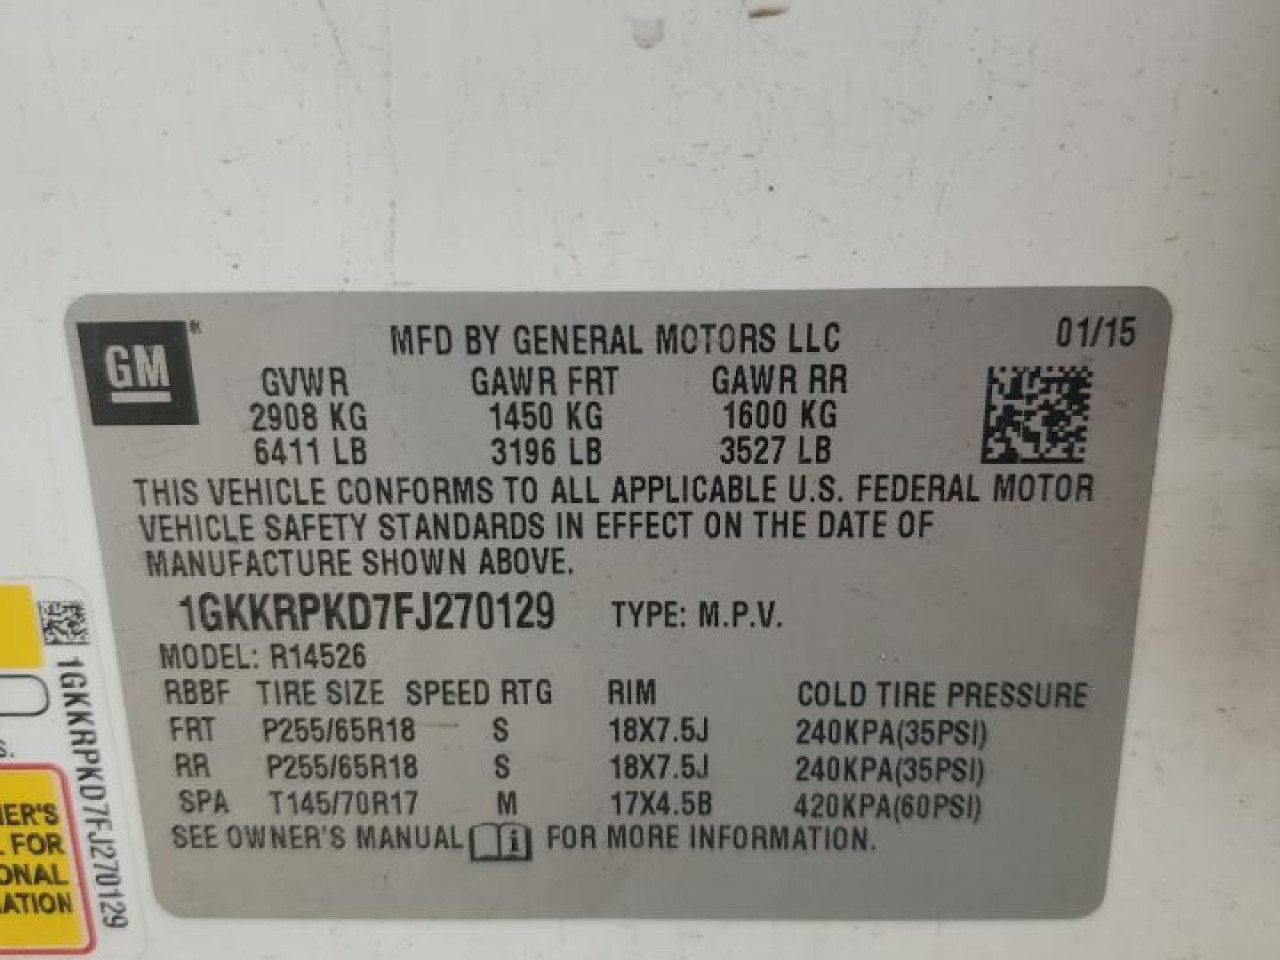 GM
MFD BY GENERAL MOTORS LLC 01/15
GVWR GAWR FRT GAWR RR
2908 KG 1450 KG 1600 KG
6411 LB 3196 LB 3527 LB
THIS VEHICLE CONFORMS TO ALL APPLICABLE U.S. FEDERAL MOTOR
VEHICLE SAFETY STANDARDS IN EFFECT ON THE DATE OF
MANUFACTURE SHOWN ABOVE.
1GKKRPKD7FJ270129 TYPE: M.P.V.
MODEL: R14526
RBBF TIRE SIZE SPEED RTG RIM COLD TIRE PRESSURE
FRT P255/65R18 S 18X7.5J 240KPA(35PSI)
RR P255/65R18 S 18X7.5J 240KPA(35PSI)
SPA T145/70R17 M 17X4.5B 420KPA(60PSI)
SEE OWNER'S MANUAL FOR MORE INFORMATION.
1GKKRPKD7FJ270129
NER'S
L FOR
ONAL
ATION